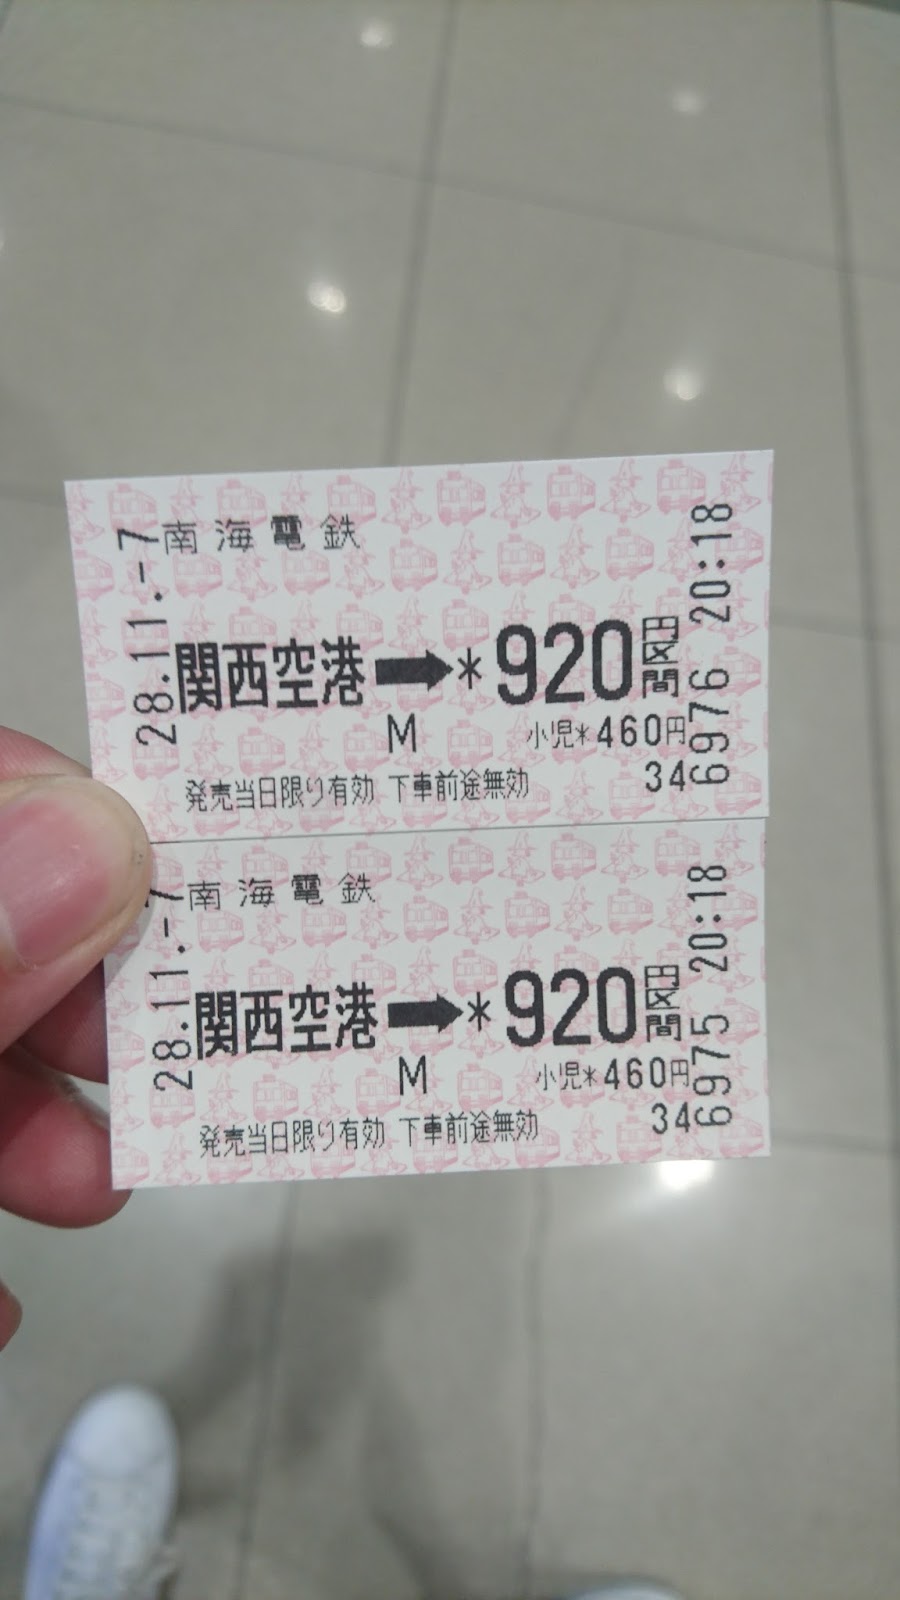 28.11.-7
南海電鉄
関西空港➡*920円区間
M
小児*460円
発売当日限り有効 下車前途無効
34
6976 20:18
28.11.-7
南海電鉄
関西空港➡*920円区間
M
小児*460円
発売当日限り有効 下車前途無効
34
6975 20:18